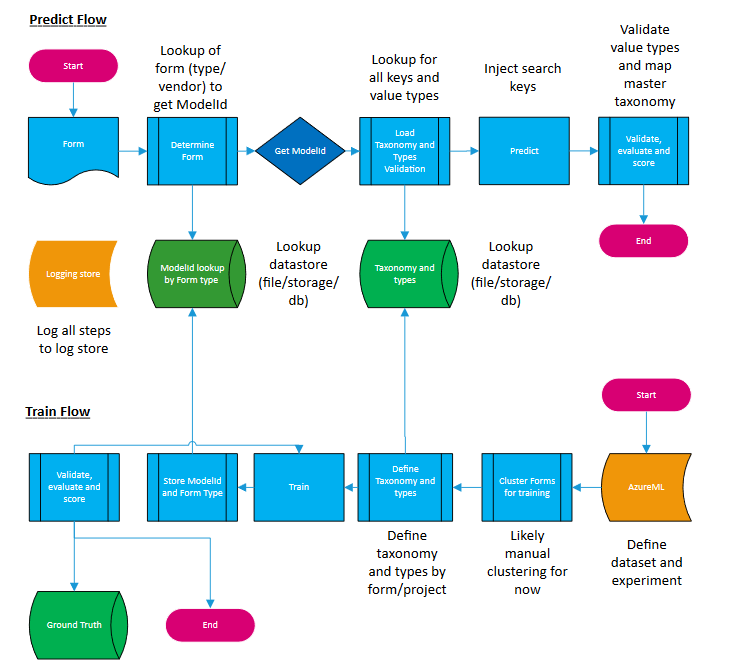 Predict Flow
Start
Lookup of
form (type/
vendor) to
get ModelId
Lookup for
all keys and
value types
Inject search
keys
Validate
value types
and map
master
taxonomy
Form
Determine
Form
Get ModelId
Load
Taxonomy and
Types
Validation
Predict
Validate,
evaluate and
score
End
Logging store
ModelId lookup
by Form type
Lookup
datastore
(file/storage/
db)
Taxonomy and
types
Lookup
datastore
(file/storage/
db)
Log all steps
to log store
Train Flow
Start
Validate,
evaluate and
score
Store ModelId
and Form Type
Train
Define
Taxonomy and
types
Cluster Forms
for training
AzureML
Define
taxonomy
and types by
form/project
Likely
manual
clustering for
now
Define
dataset and
experiment
Ground Truth
End